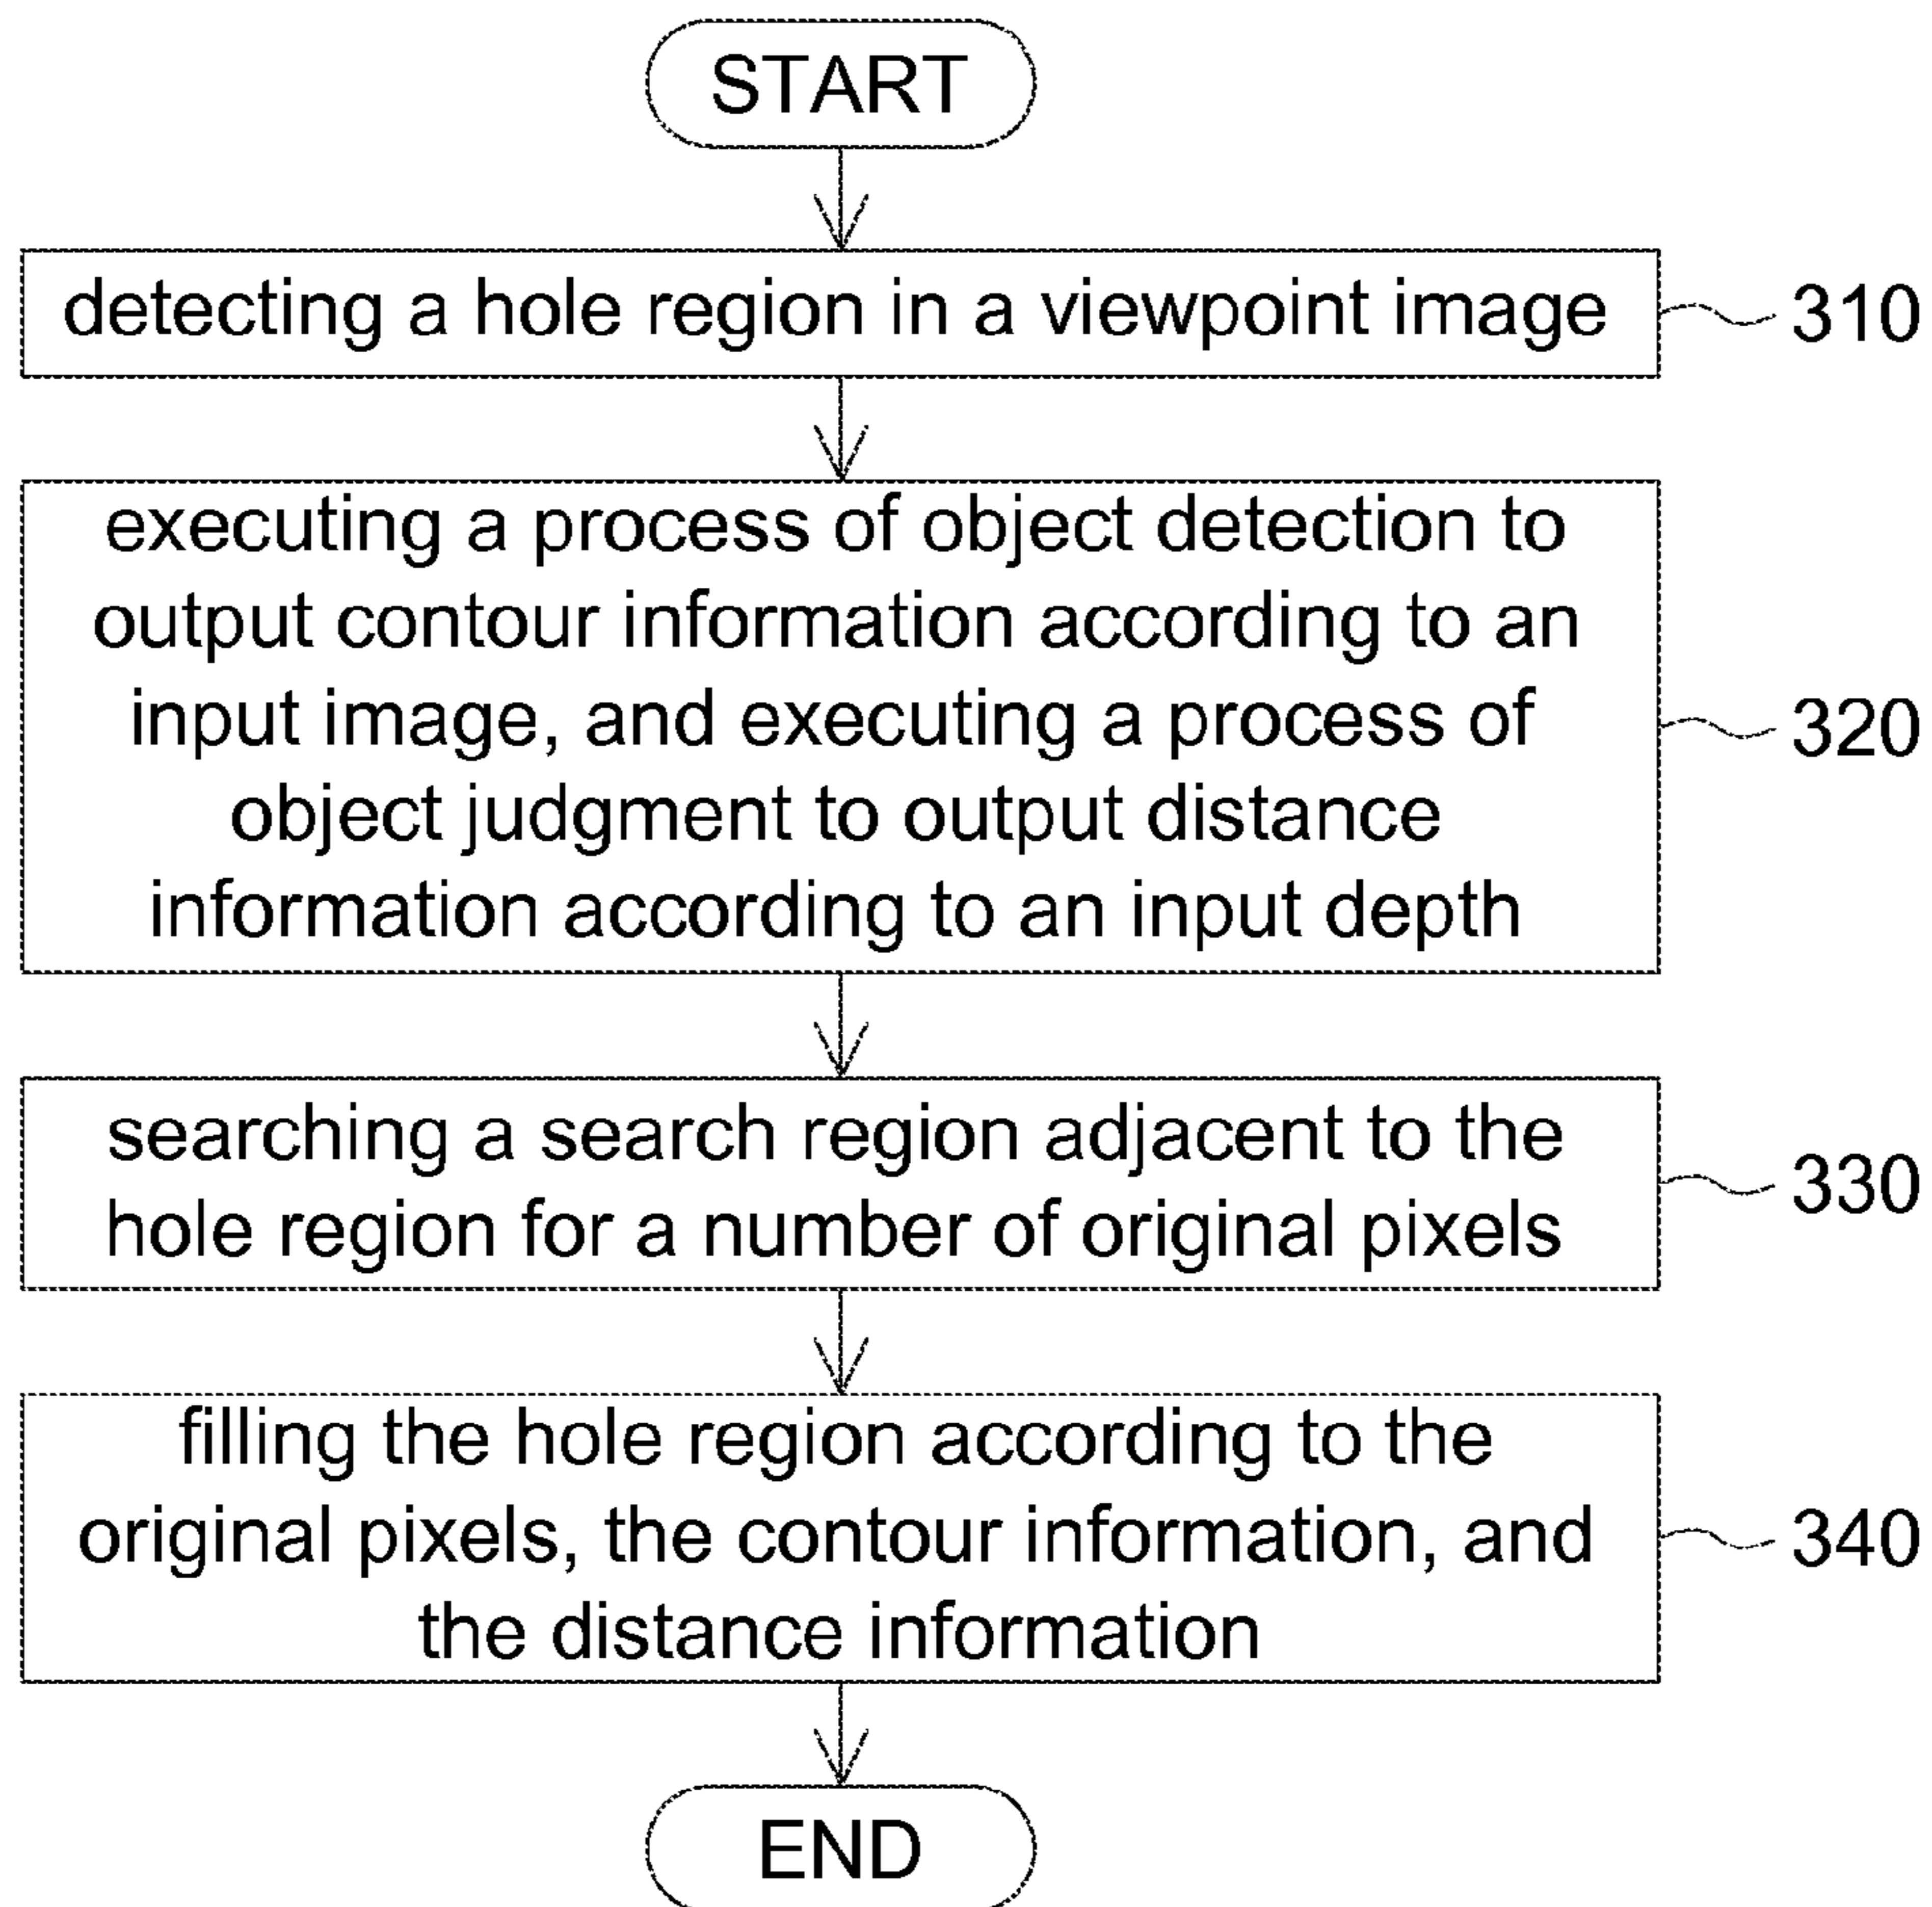 START
detecting a hole region in a viewpoint image
310
executing a process of object detection to
output contour information according to an
input image, and executing a process of
object judgment to output distance
information according to an input depth
320
searching a search region adjacent to the
hole region for a number of original pixels
330
filling the hole region according to the
original pixels, the contour information, and
the distance information
340
END